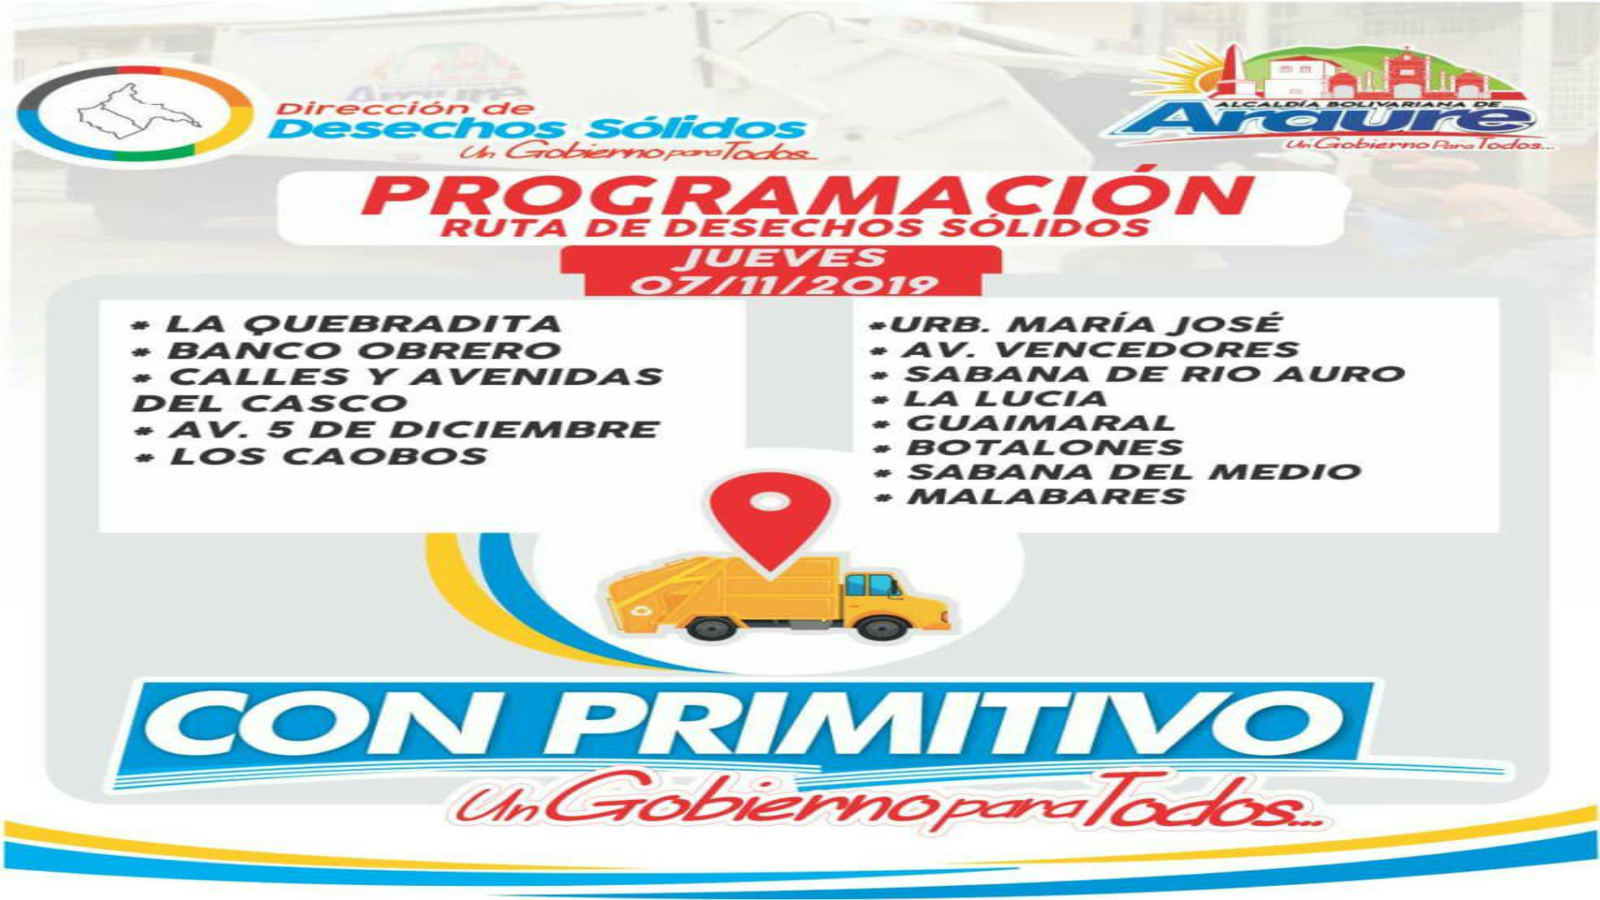 Dirección de
Desechos Sólidos
Un Gobierno para Todos...
ALCALDÍA BOLIVARIANA DE
Araure
Un Gobierno Para Todos...
Araure
PROGRAMACIÓN
RUTA DE DESECHOS SÓLIDOS
JUEVES
07/11/2019
* LA QUEBRADITA
* BANCO OBRERO
* CALLES Y AVENIDAS
DEL CASCO
* AV. 5 DE DICIEMBRE
* LOS CAOBOS
*URB. MARÍA JOSÉ
* AV. VENCEDORES
* SABANA DE RIO AURO
* LA LUCIA
* GUAIMARAL
* BOTALONES
* SABANA DEL MEDIO
* MALABARES
CON PRIMITIVO
Un Gobierno para Todos...